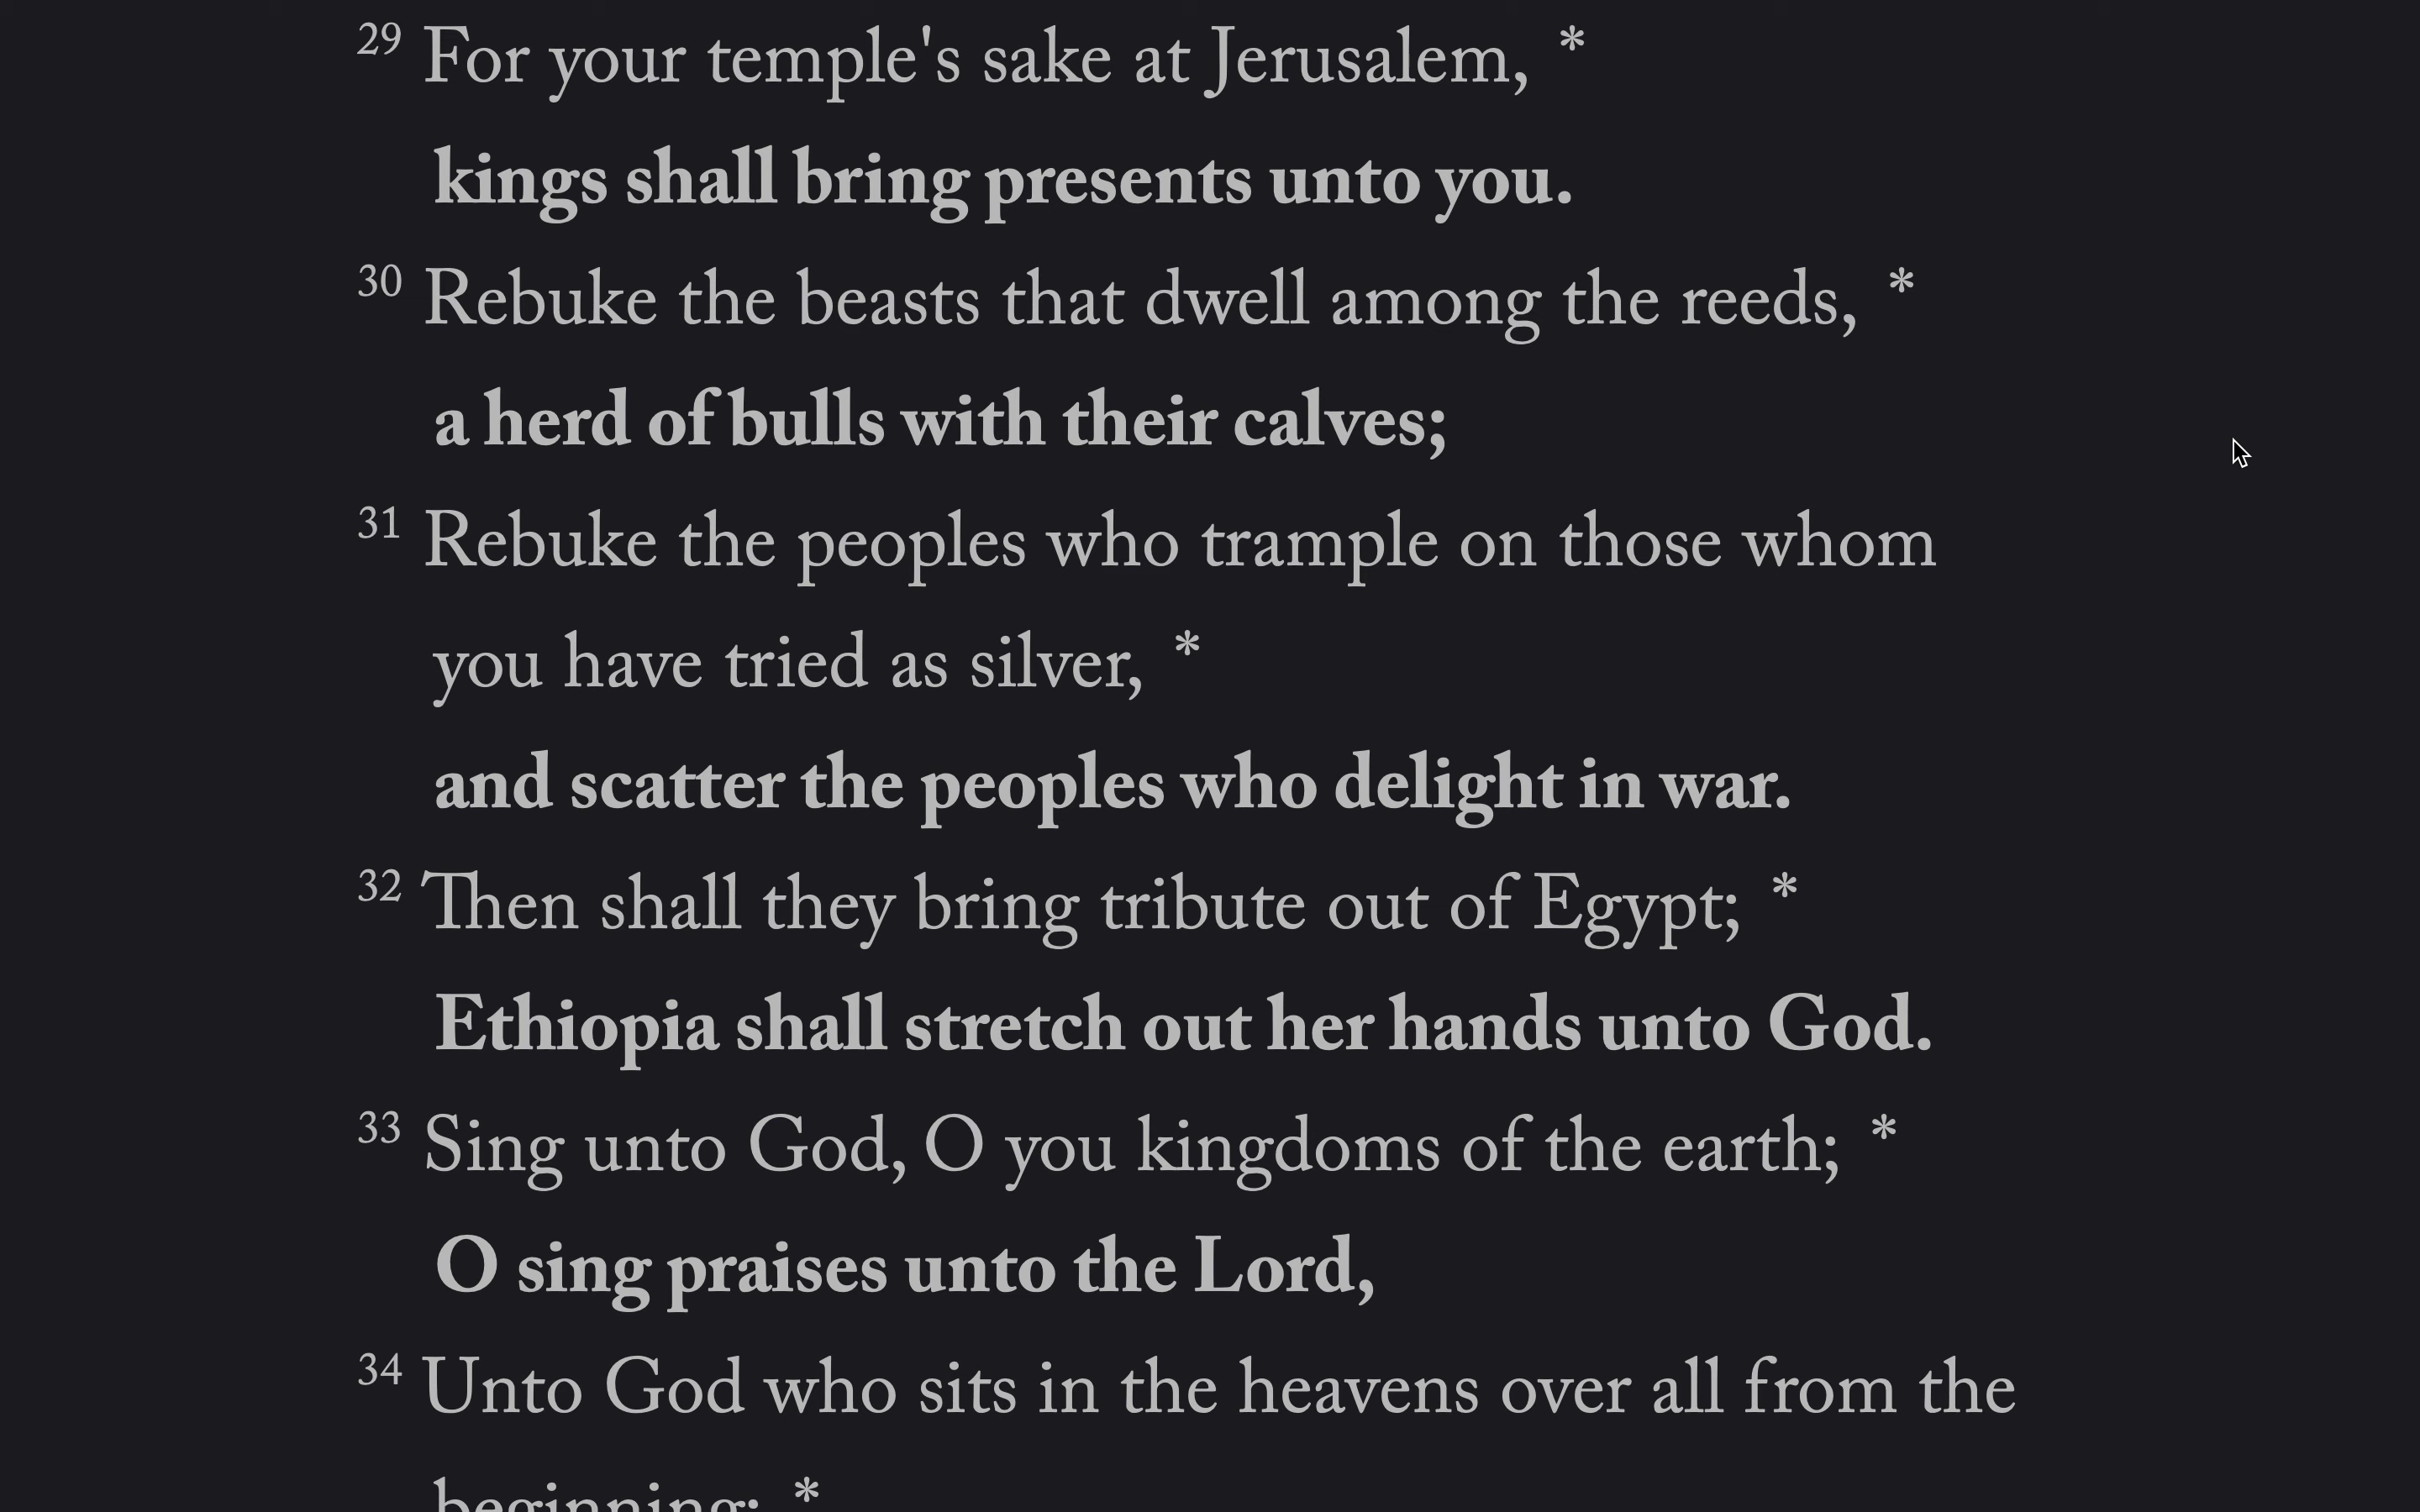 29 For your temple's sake at Jerusalem, *
kings shall bring presents unto you.
30 Rebuke the beasts that dwell among the reeds, *
a herd of bulls with their calves;
31 Rebuke the peoples who trample on those whom
you have tried as silver, *
and scatter the peoples who delight in war.
32 Then shall they bring tribute out of Egypt; *
Ethiopia shall stretch out her hands unto God.
33 Sing unto God, O you kingdoms of the earth; *
O sing praises unto the Lord,
34 Unto God who sits in the heavens over all from the
beginning; *